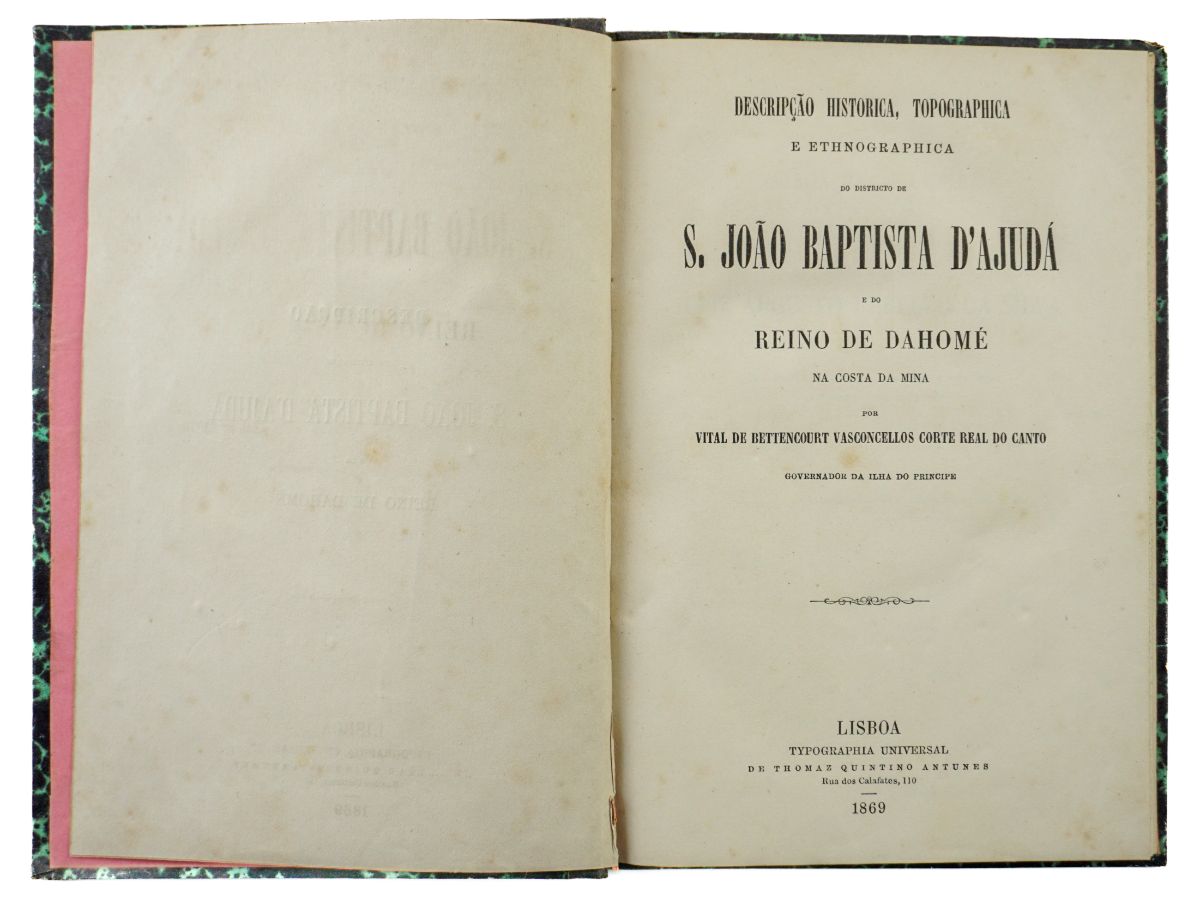 DESCRIPÇÃO HISTORICA, TOPOGRAPHICA
E ETHNOGRAPHICA
DO DISTRICTO DE
S. JOÃO BAPTISTA D'AJUDÁ
E DO
REINO DE DAHOMÉ
NA COSTA DA MINA
POR
VITAL DE BETTENCOURT VASCONCELLOS CORTE REAL DO CANTO
GOVERNADOR DA ILHA DO PRINCIPE
LISBOA
TYPOGRAPHIA UNIVERSAL
DE THOMAZ QUINTINO ANTUNES
Rua dos Calafates, 110
1869